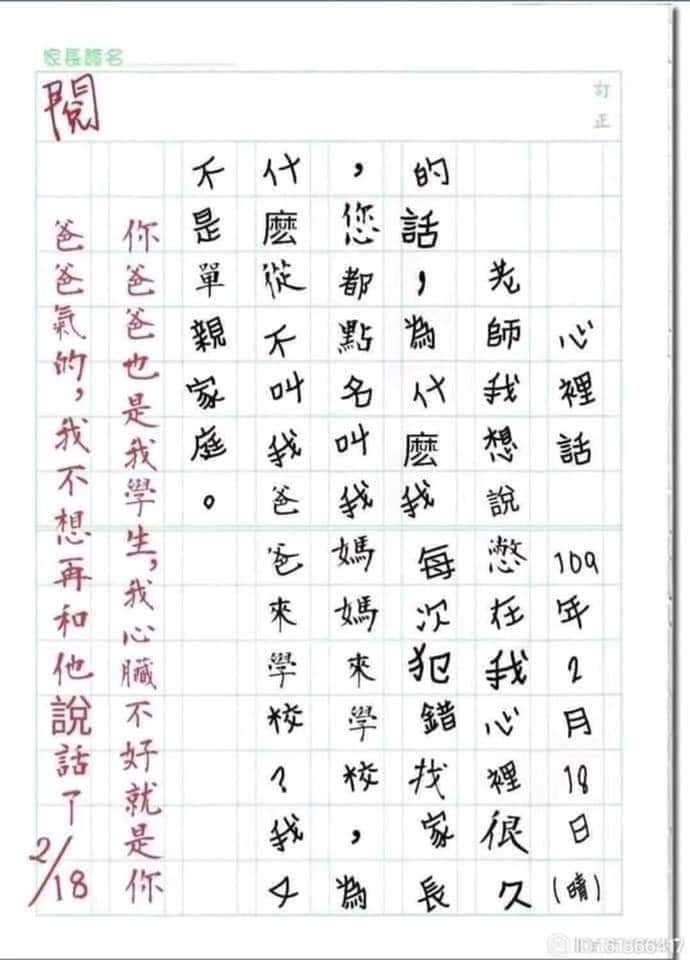 家長簽名
訂正
心裡話 109年2月18日(晴)
老師我想說憋在我心裡很久
的話，為什麼我每次犯錯找家長
，您都點名叫我媽媽來學校，為
什麼從不叫我爸爸來學校？我又
不是單親家庭。
你爸爸也是我學生，我心臟不好就是你
爸爸氣的，我不想再和他說話了
閱
2/18